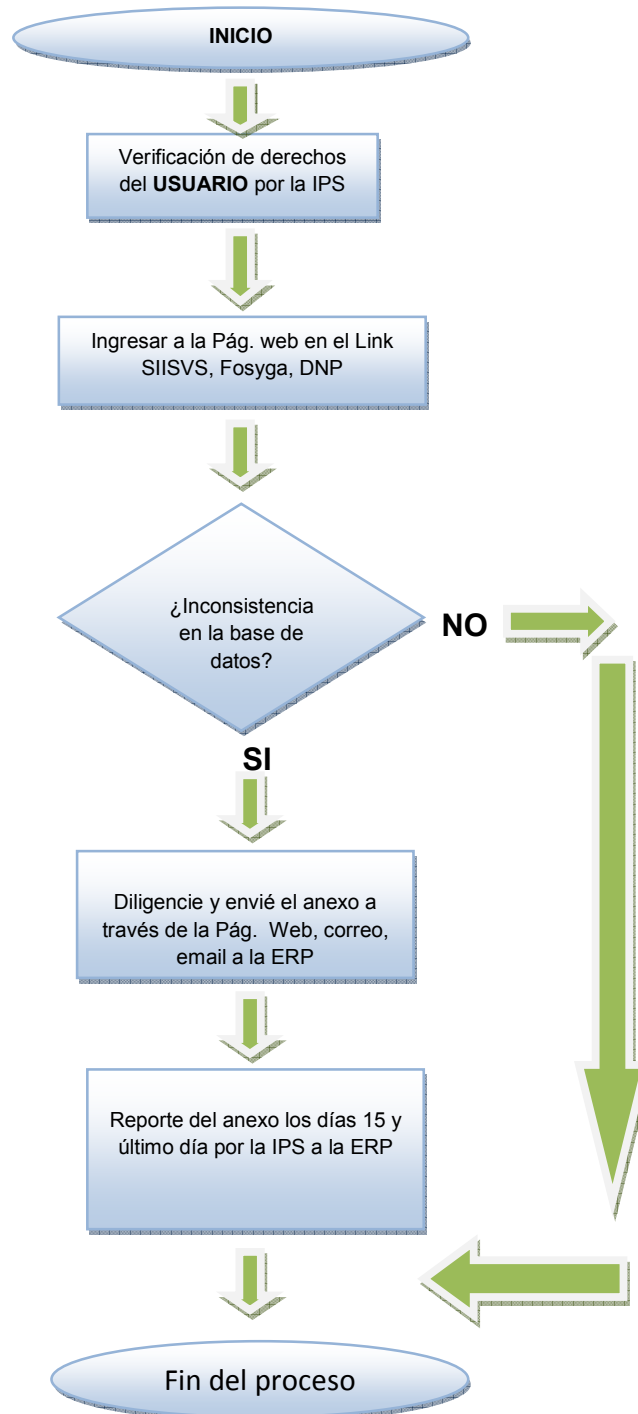 INICIO
Verificación de derechos
del USUARIO por la IPS
Ingresar a la Pág. web en el Link
SIISVS, Fosyga, DNP
¿Inconsistencia
en la base de
datos?
NO
SI
Diligencie y envié el anexo a
través de la Pág. Web, correo,
email a la ERP
Reporte del anexo los días 15 y
último día por la IPS a la ERP
Fin del proceso